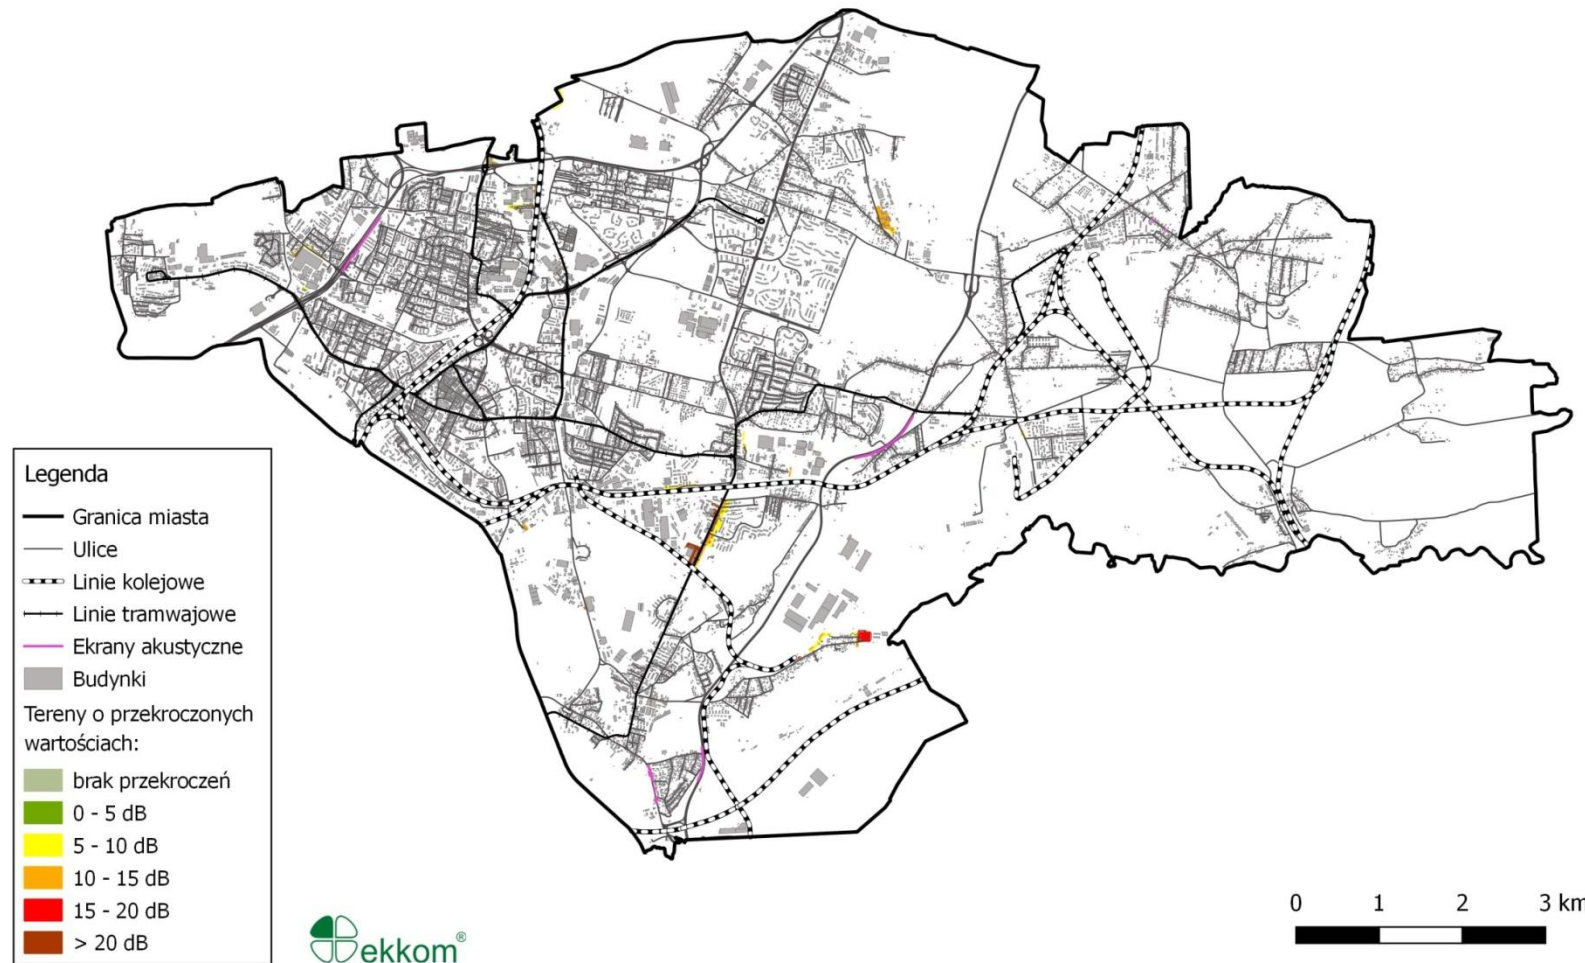 Legenda
Granica miasta
Ulice
Linie kolejowe
Linie tramwajowe
Ekrany akustyczne
Budynki
Tereny o przekroczonych
wartościach:
brak przekroczeń
0 - 5 dB
5 - 10 dB
10 - 15 dB
15 - 20 dB
> 20 dB
ekkom®
0 1 2 3 km